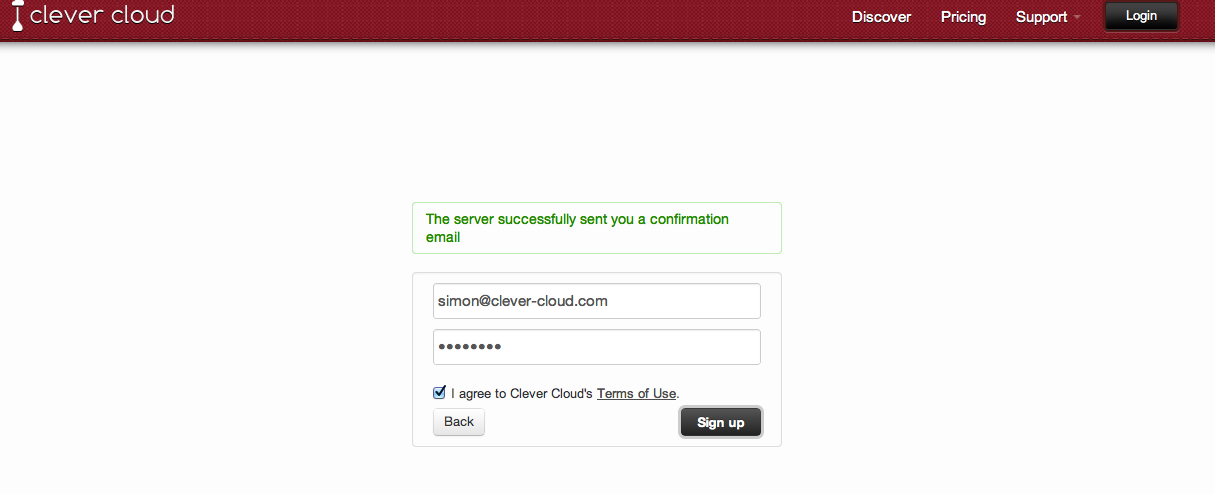 clever cloud
Discover
Pricing
Support
Login
The server successfully sent you a confirmation
email
simon@clever-cloud.com
••••••••
I agree to Clever Cloud's Terms of Use.
Back
Sign up